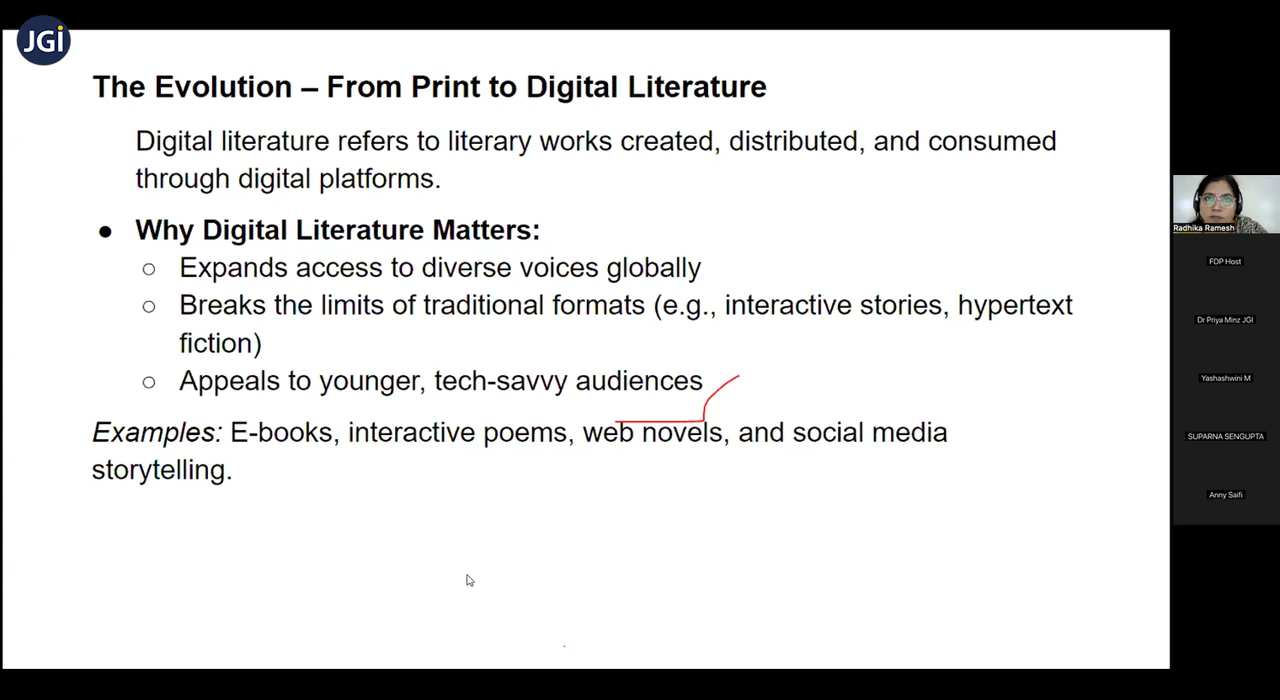 JGi
The Evolution – From Print to Digital Literature
Digital literature refers to literary works created, distributed, and consumed
through digital platforms.
● Why Digital Literature Matters:
○ Expands access to diverse voices globally
○ Breaks the limits of traditional formats (e.g., interactive stories, hypertext
fiction)
○ Appeals to younger, tech-savvy audiences
Examples: E-books, interactive poems, web novels, and social media
storytelling.
Radhika Ramesh
FDP Host
Dr Priya Minz JGI
Yashashwini M
SUPARNA SENGUPTA
Anny Saifi